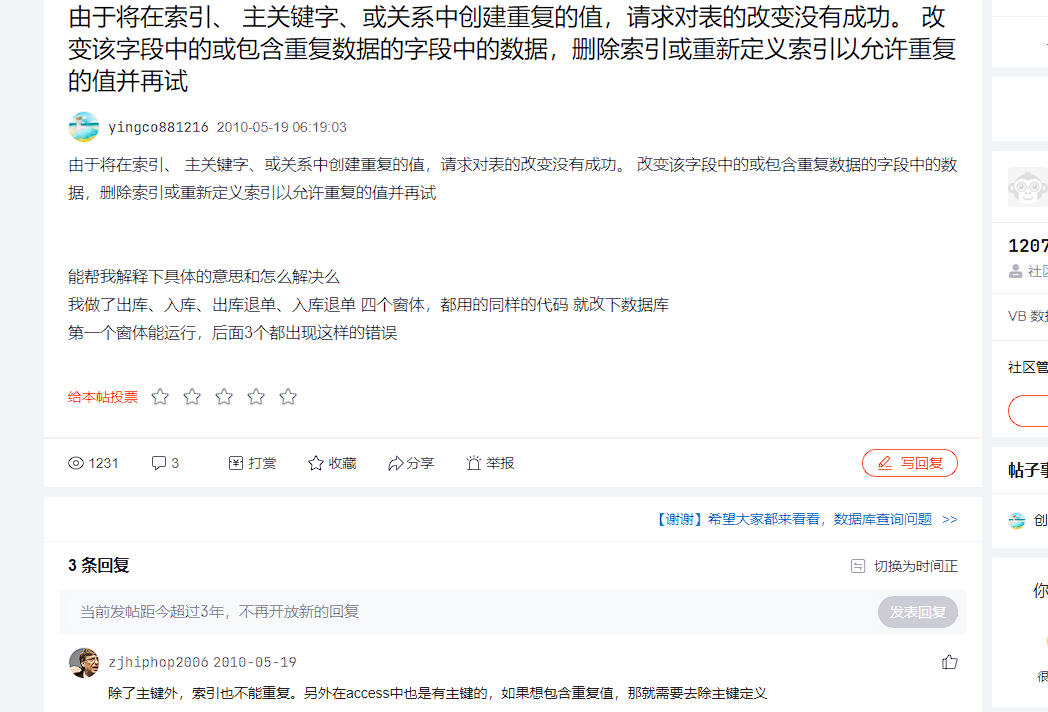 由于将在索引、 主关键字、或关系中创建重复的值，请求对表的改变没有成功。 改
变该字段中的或包含重复数据的字段中的数据，删除索引或重新定义索引以允许重复
的值并再试
yingco881216 2010-05-19 06:19:03
由于将在索引、 主关键字、或关系中创建重复的值，请求对表的改变没有成功。 改变该字段中的或包含重复数据的字段中的数
据，删除索引或重新定义索引以允许重复的值并再试
能帮我解释下具体的意思和怎么解决么
我做了出库、入库、出库退单、入库退单 四个窗体，都用的同样的代码 就改下数据库
第一个窗体能运行，后面3个都出现这样的错误
给本帖投票
1231 3 打赏 收藏 分享 举报 写回复
【谢谢】希望大家都来看看，数据库查询问题 >>
3 条回复 切换为时间正
当前发帖距今超过3年，不再开放新的回复 发表回复
zjhiphop2006 2010-05-19
除了主键外，索引也不能重复。另外在access中也是有主键的，如果想包含重复值，那就需要去除主键定义
1207
社区
VB 数
社区管
帖子事
创
你
很